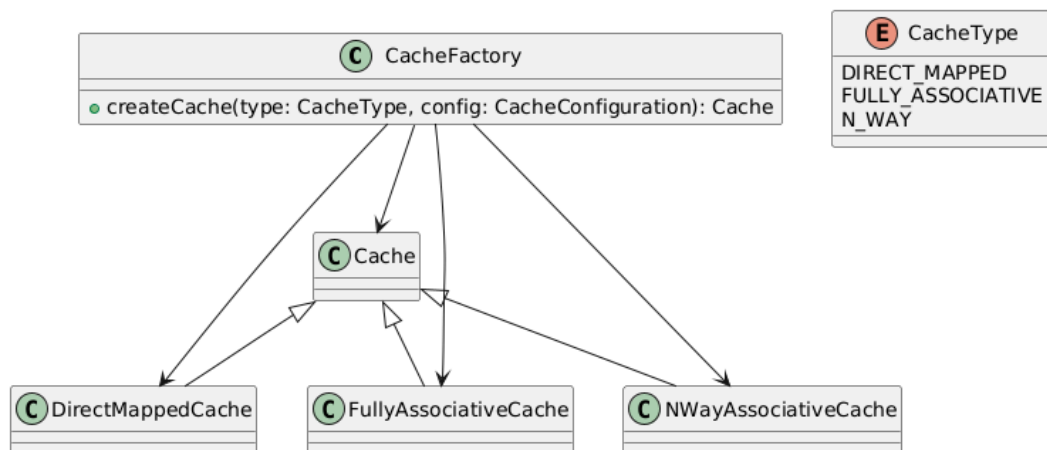 C CacheFactory
createCache(type: CacheType, config: CacheConfiguration): Cache
E CacheType
DIRECT_MAPPED
FULLY_ASSOCIATIVE
N_WAY
C Cache
C DirectMappedCache
C FullyAssociativeCache
C NWayAssociativeCache